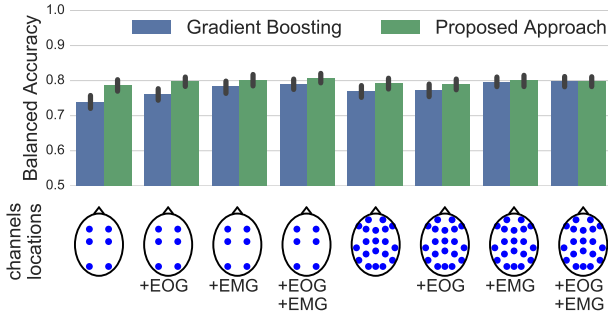 1.0
Gradient Boosting
Proposed Approach
0.9
0.8
0.7
0.6
0.5
Balanced Accuracy
channels
locations
+EOG
+EMG
+EOG
+EMG
+EOG
+EMG
+EOG
+EMG